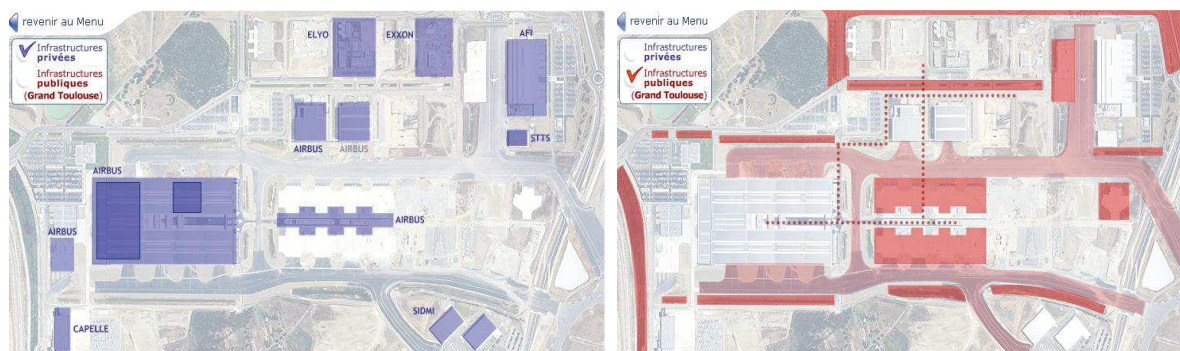 revenir au Menu
Infrastructures
privées
Infrastructures
publiques
(Grand Toulouse)
ELYO
EXXON
AFI
STTS
AIRBUS
AIRBUS
AIRBUS
AIRBUS
AIRBUS
CAPELLE
SIDMI
revenir au Menu
Infrastructures
privées
Infrastructures
publiques
(Grand Toulouse)